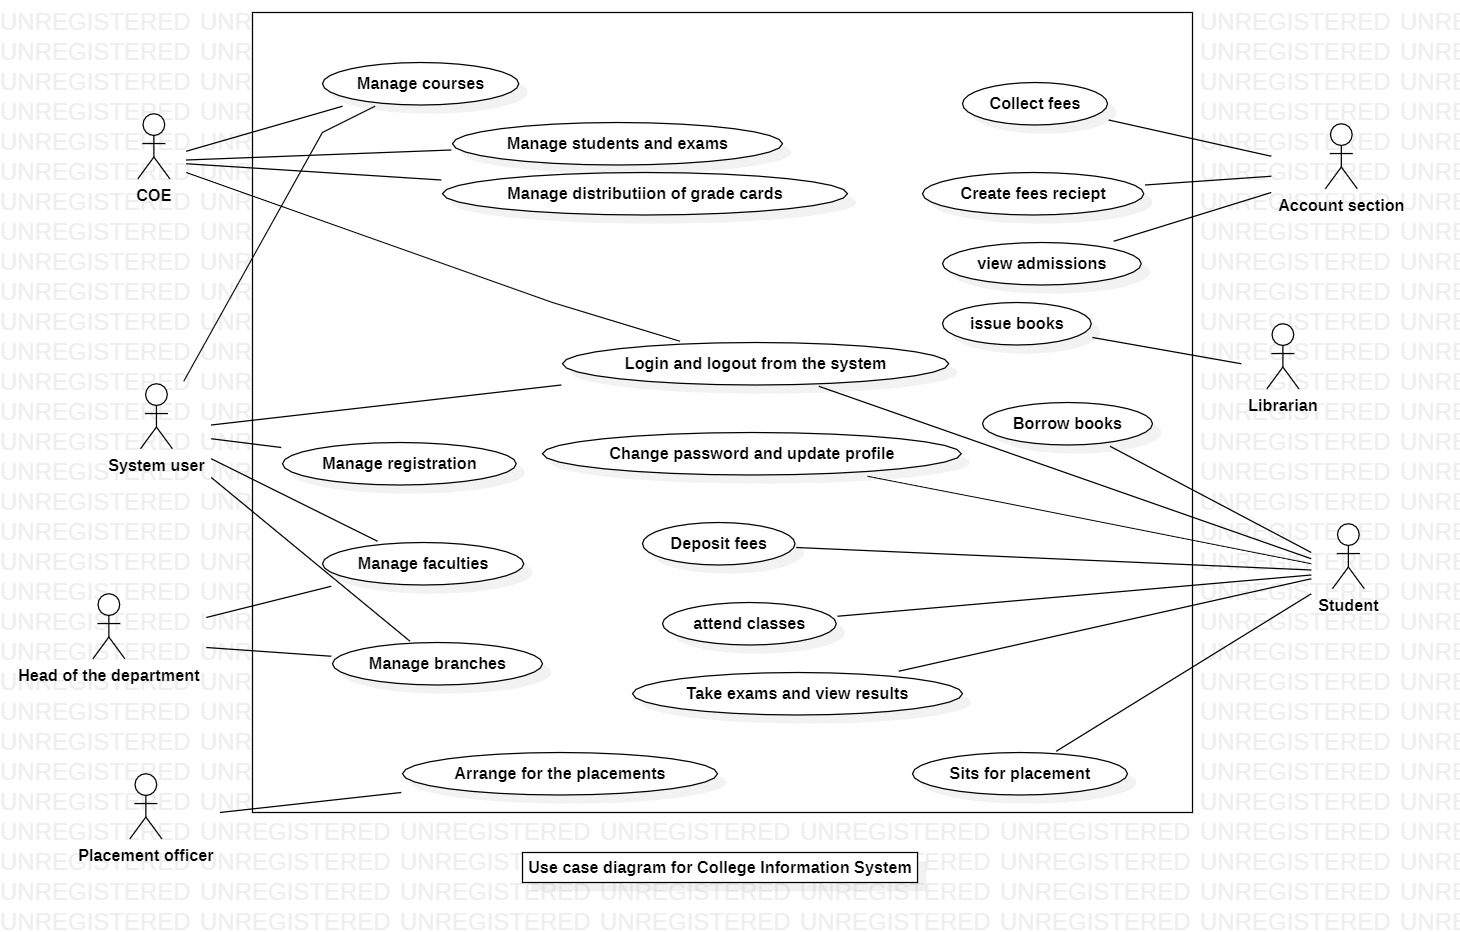 Manage courses
Collect fees
Manage students and exams
COE
Manage distributiion of grade cards
Create fees reciept
Account section
view admissions
issue books
Login and logout from the system
Librarian
Borrow books
System user
Manage registration
Change password and update profile
Deposit fees
Manage faculties
Student
attend classes
Head of the department
Manage branches
Take exams and view results
Arrange for the placements
Sits for placement
Placement officer
Use case diagram for College Information System
UNREGISTERED